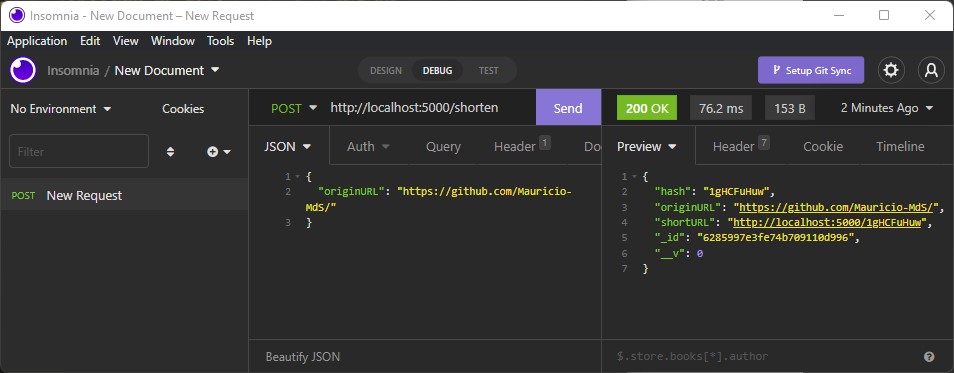 Insomnia - New Document – New Request
Application Edit View Window Tools Help
Insomnia / New Document
DESIGN DEBUG TEST
Setup Git Sync
No Environment
Cookies
Filter
POST New Request
POST http://localhost:5000/shorten Send
JSON Auth Query Header 1 Doc
1 {
2 "originURL": "https://github.com/Mauricio-
MdS/"
3 }
Beautify JSON
200 OK 76.2 ms 153 B 2 Minutes Ago
Preview Header 7 Cookie Timeline
1 {
2 "hash": "1gHCFuHuw",
3 "originURL": "https://github.com/Mauricio-MdS/",
4 "shortURL": "http://localhost:5000/1gHCFuHuw",
5 "_id": "6285997e3fe74b709110d996",
6 "__v": 0
7 }
$.store.books[*].author